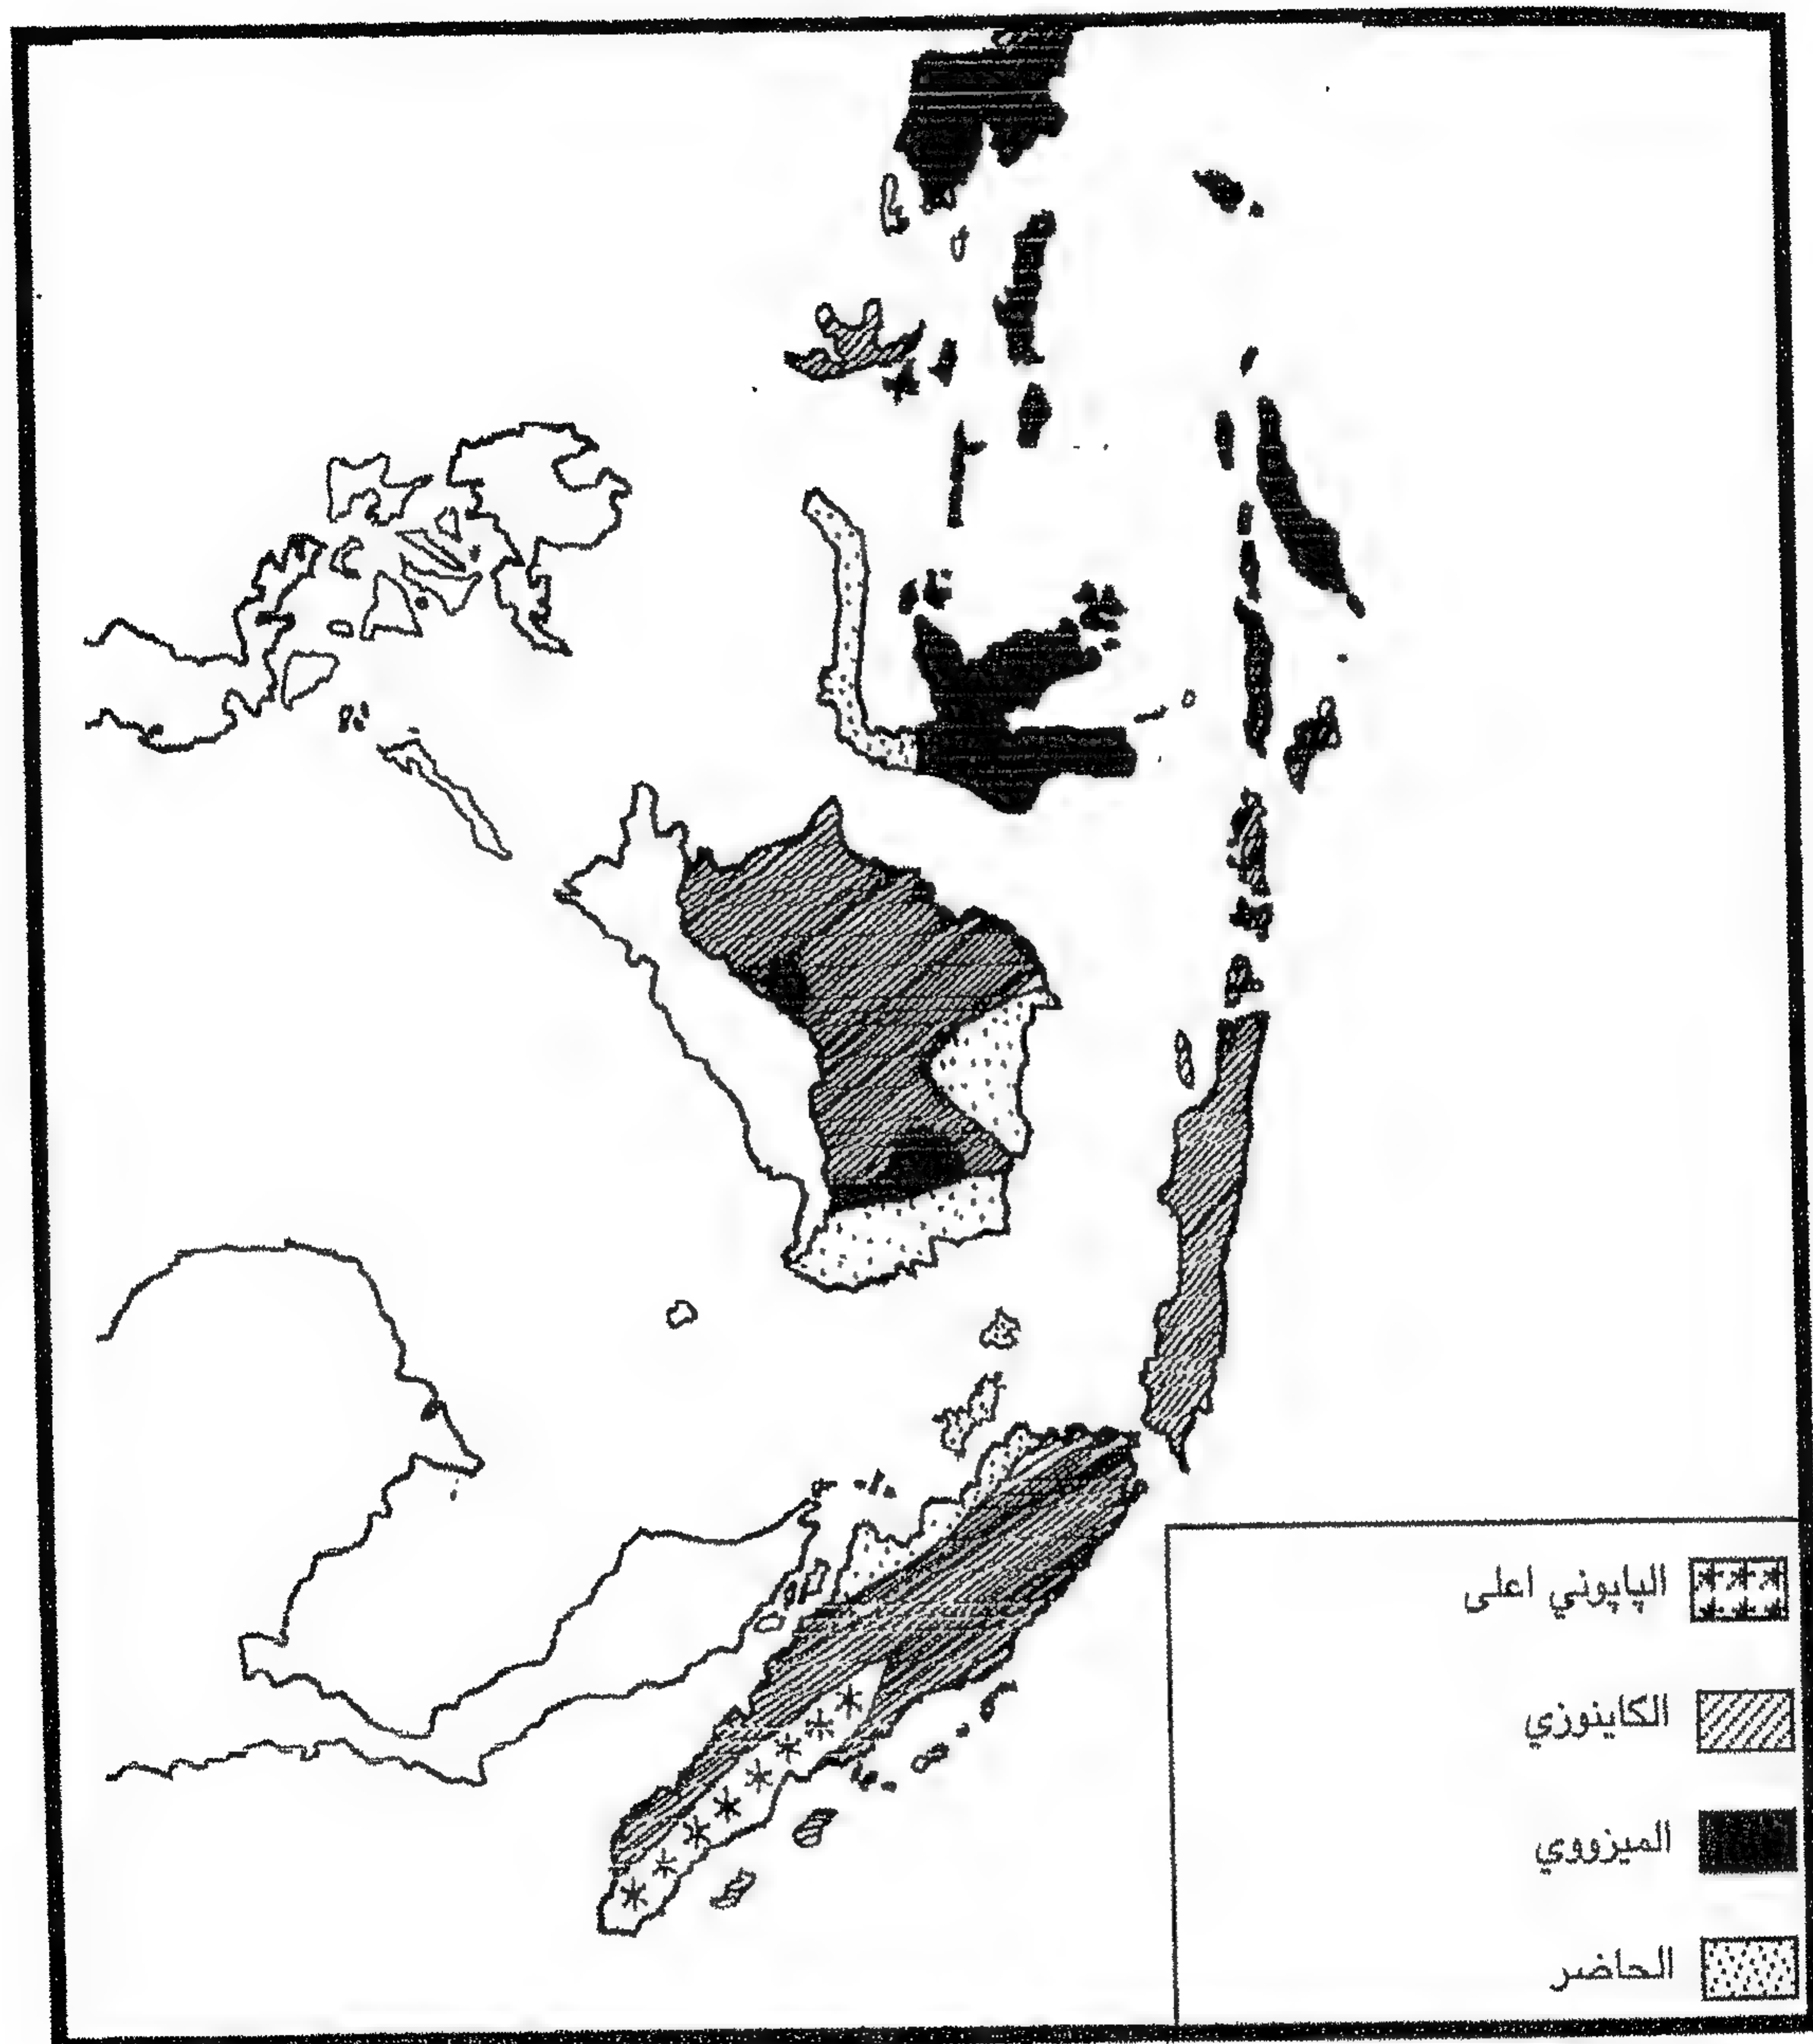 الپاپوني اعلى
الكاينوزي
الميزووي
الحاضر